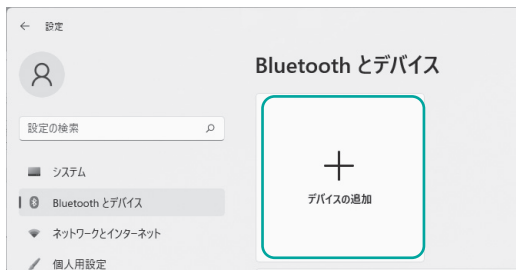 設定
Bluetooth とデバイス
設定の検索
システム
Bluetooth とデバイス
デバイスの追加
ネットワークとインターネット
個人用設定